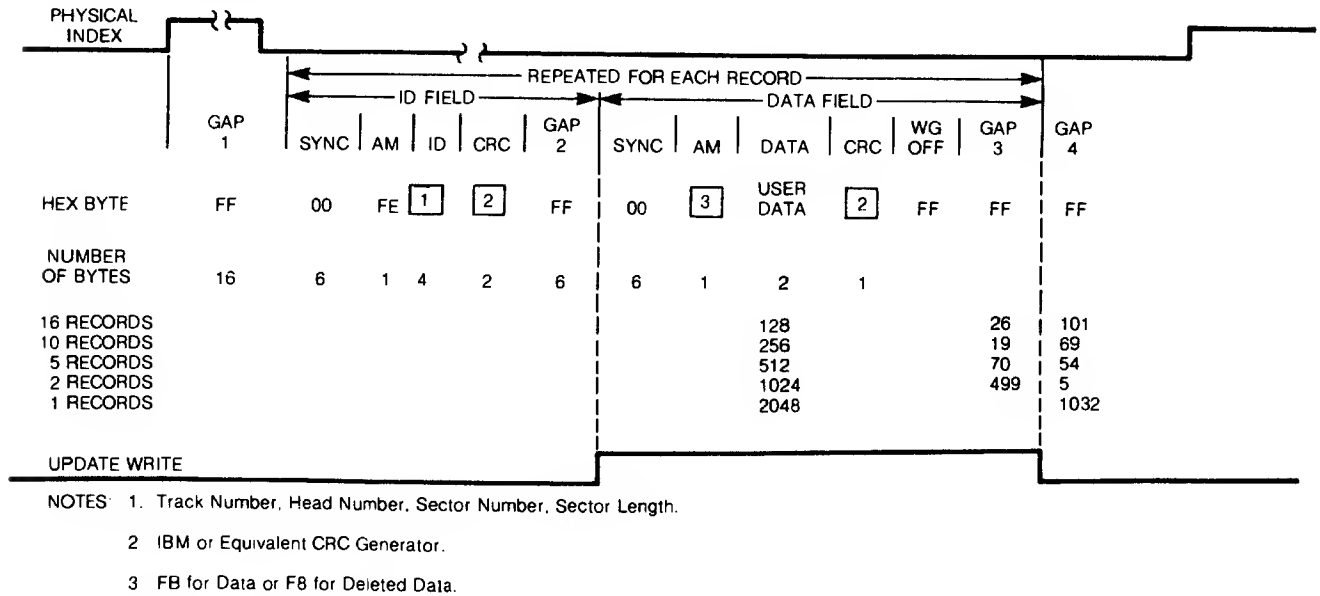 PHYSICAL
INDEX
REPEATED FOR EACH RECORD
ID FIELD DATA FIELD
GAP 1 SYNC AM ID CRC GAP 2 SYNC AM DATA CRC WG OFF GAP 3 GAP 4
HEX BYTE FF 00 FE 1 2 FF 00 3 USER DATA 2 FF FF FF
NUMBER
OF BYTES 16 6 1 4 2 6 6 1 2 1
16 RECORDS 128 26 101
10 RECORDS 256 19 69
5 RECORDS 512 70 54
2 RECORDS 1024 499 5
1 RECORDS 2048 1032
UPDATE WRITE
NOTES 1. Track Number, Head Number, Sector Number, Sector Length.
2 IBM or Equivalent CRC Generator.
3 FB for Data or F8 for Deleted Data.